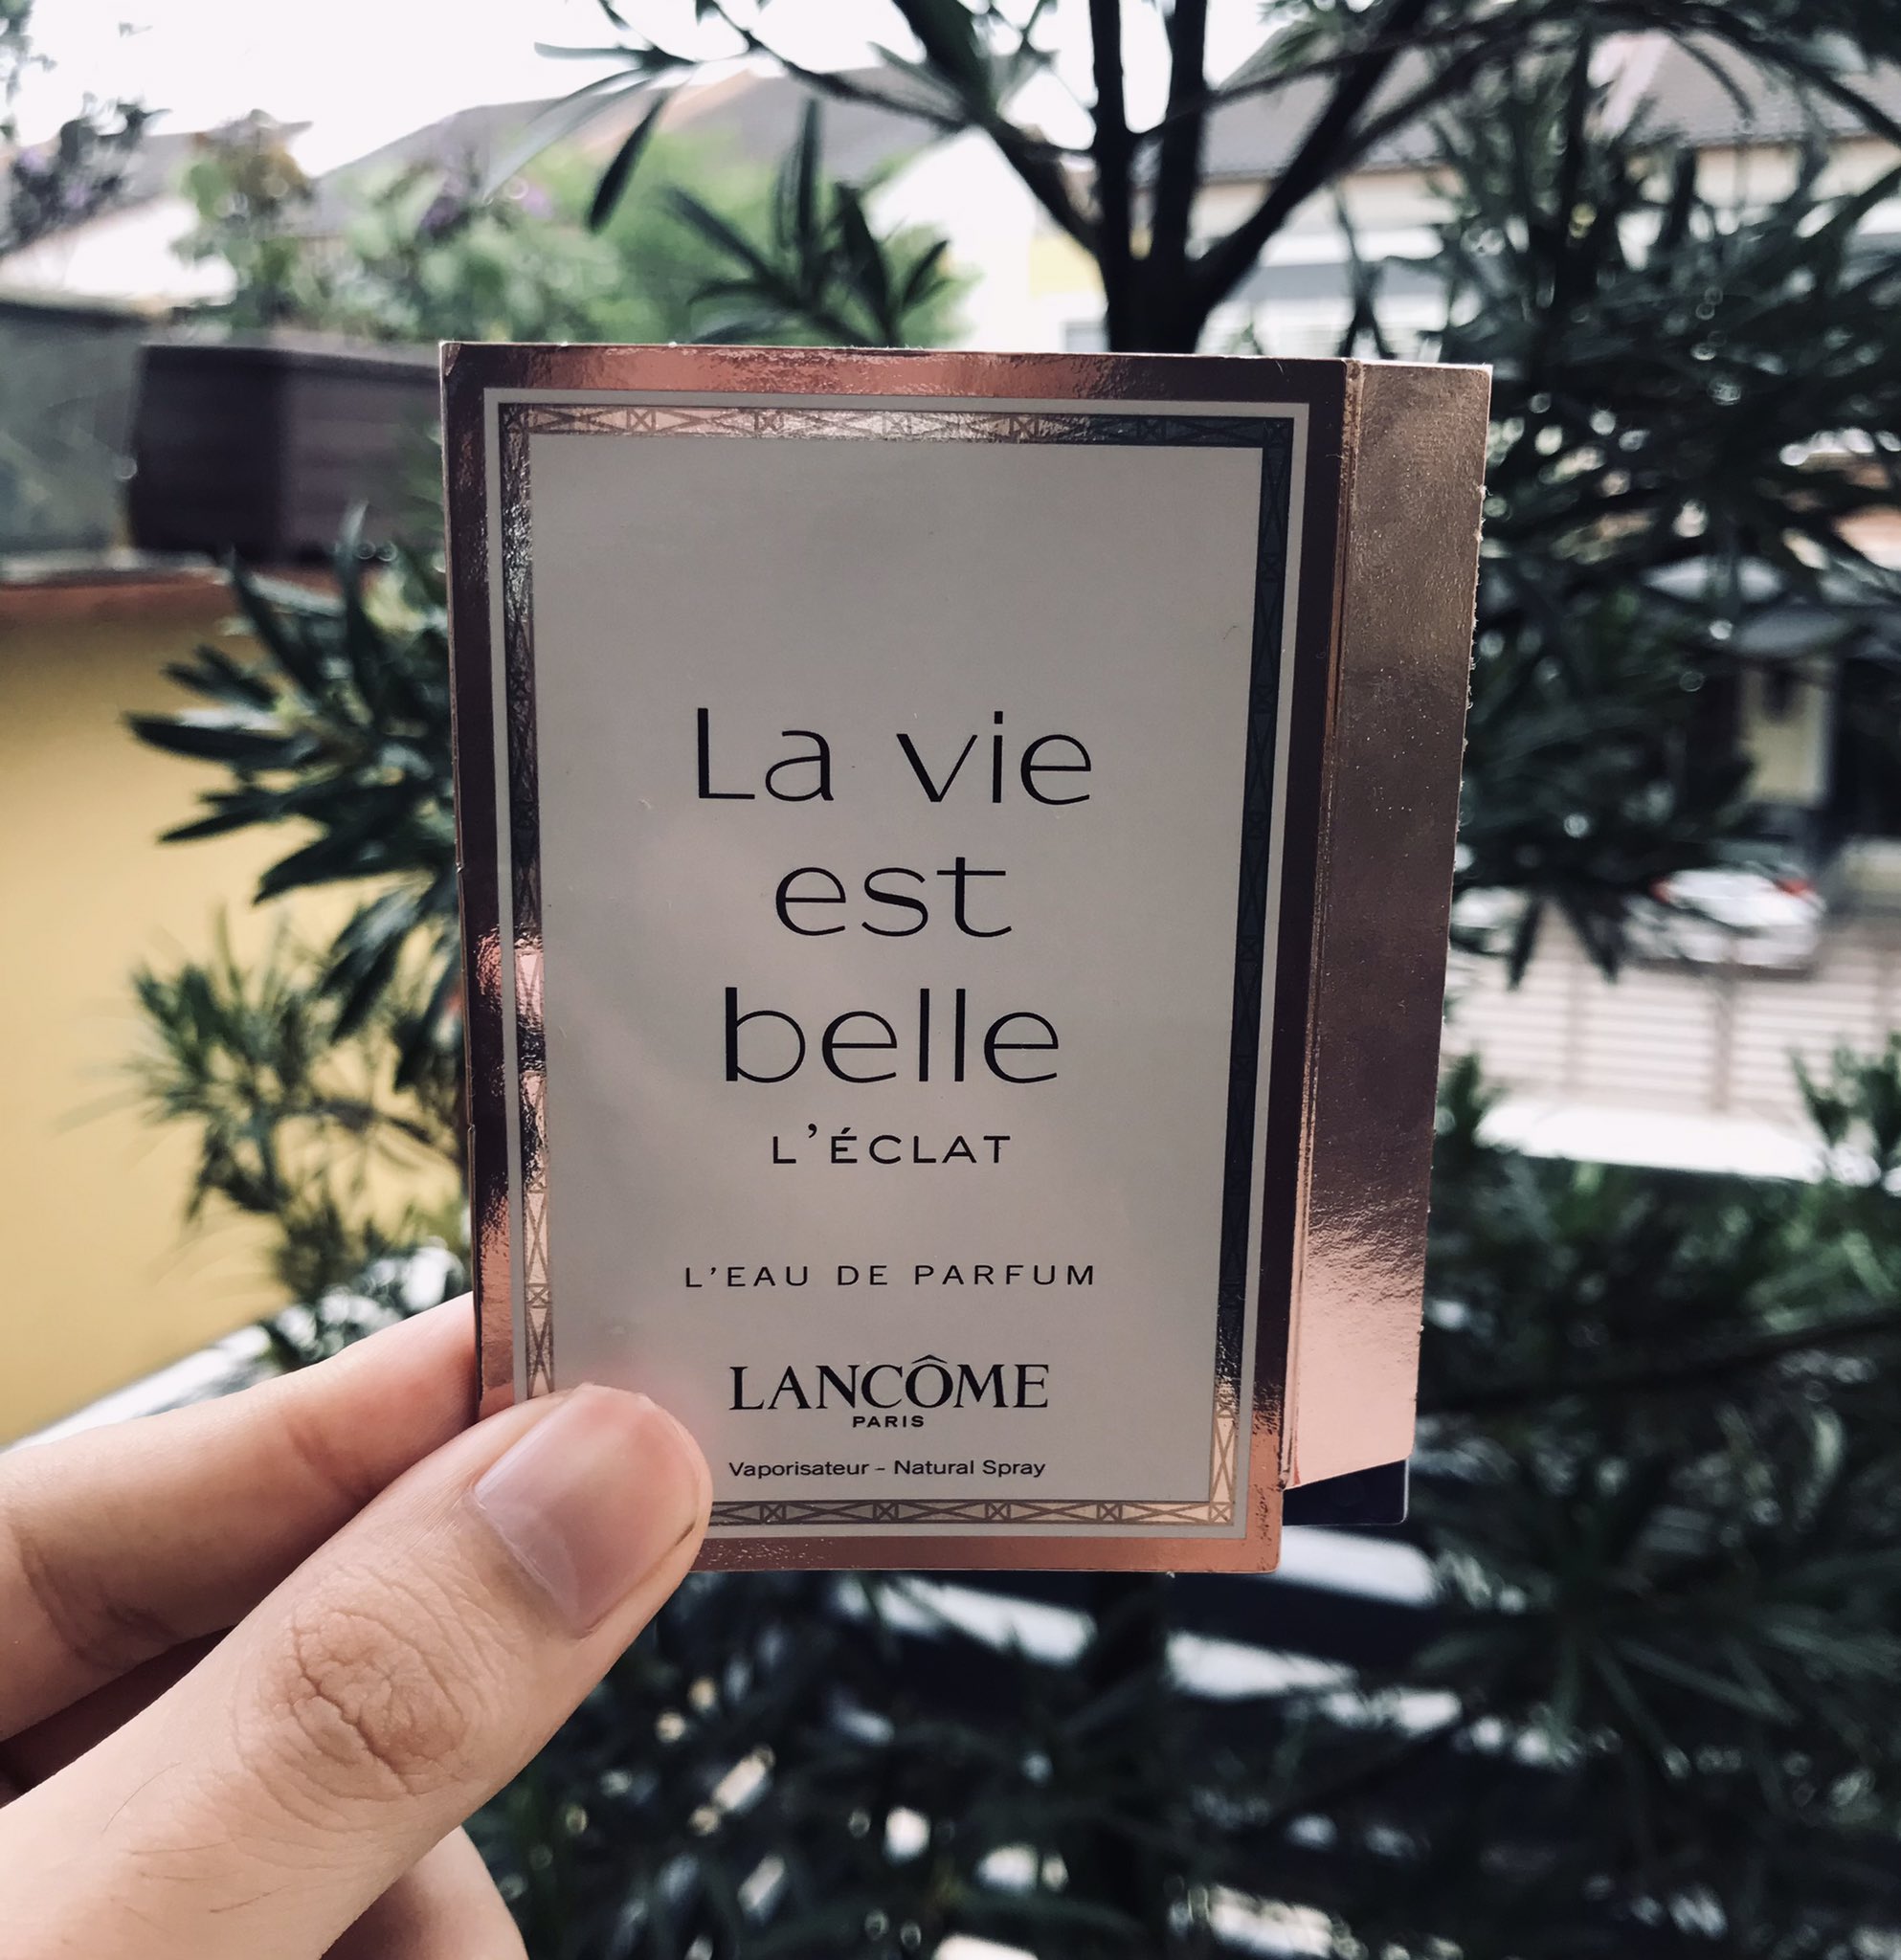 La vie
est
belle
L'ÉCLAT
L'EAU DE PARFUM
LANCÔME
PARIS
Vaporisateur - Natural Spray